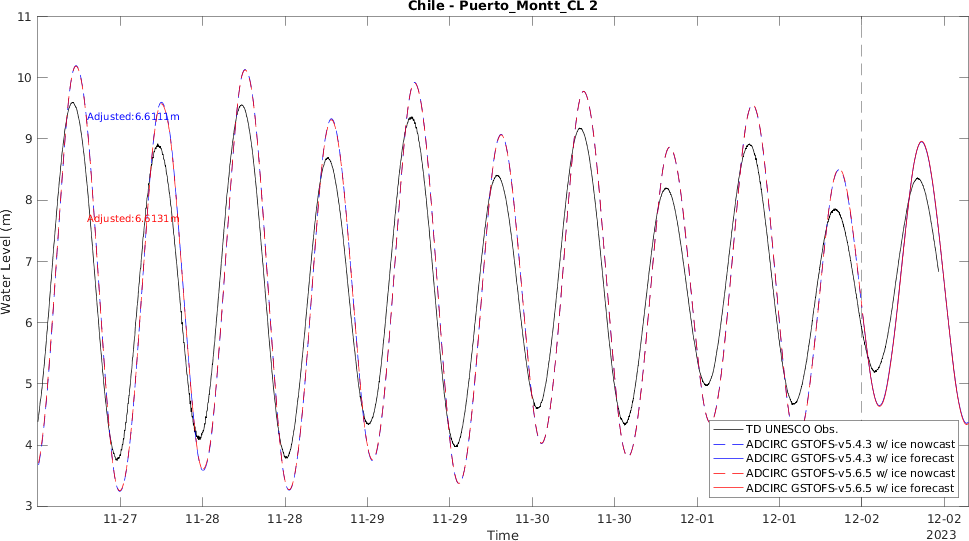 Chile - Puerto_Montt_CL 2
11
10
9
8
7
6
5
4
3
Water Level (m)
Adjusted:6.6111m
Adjusted:6.6131m
TD UNESCO Obs.
ADCIRC GSTOFS-v5.4.3 w/ ice nowcast
ADCIRC GSTOFS-v5.4.3 w/ ice forecast
ADCIRC GSTOFS-v5.6.5 w/ ice nowcast
ADCIRC GSTOFS-v5.6.5 w/ ice forecast
11-27 11-28 11-28 11-29 11-29 11-30 11-30 12-01 12-01 12-02 12-02
Time
2023